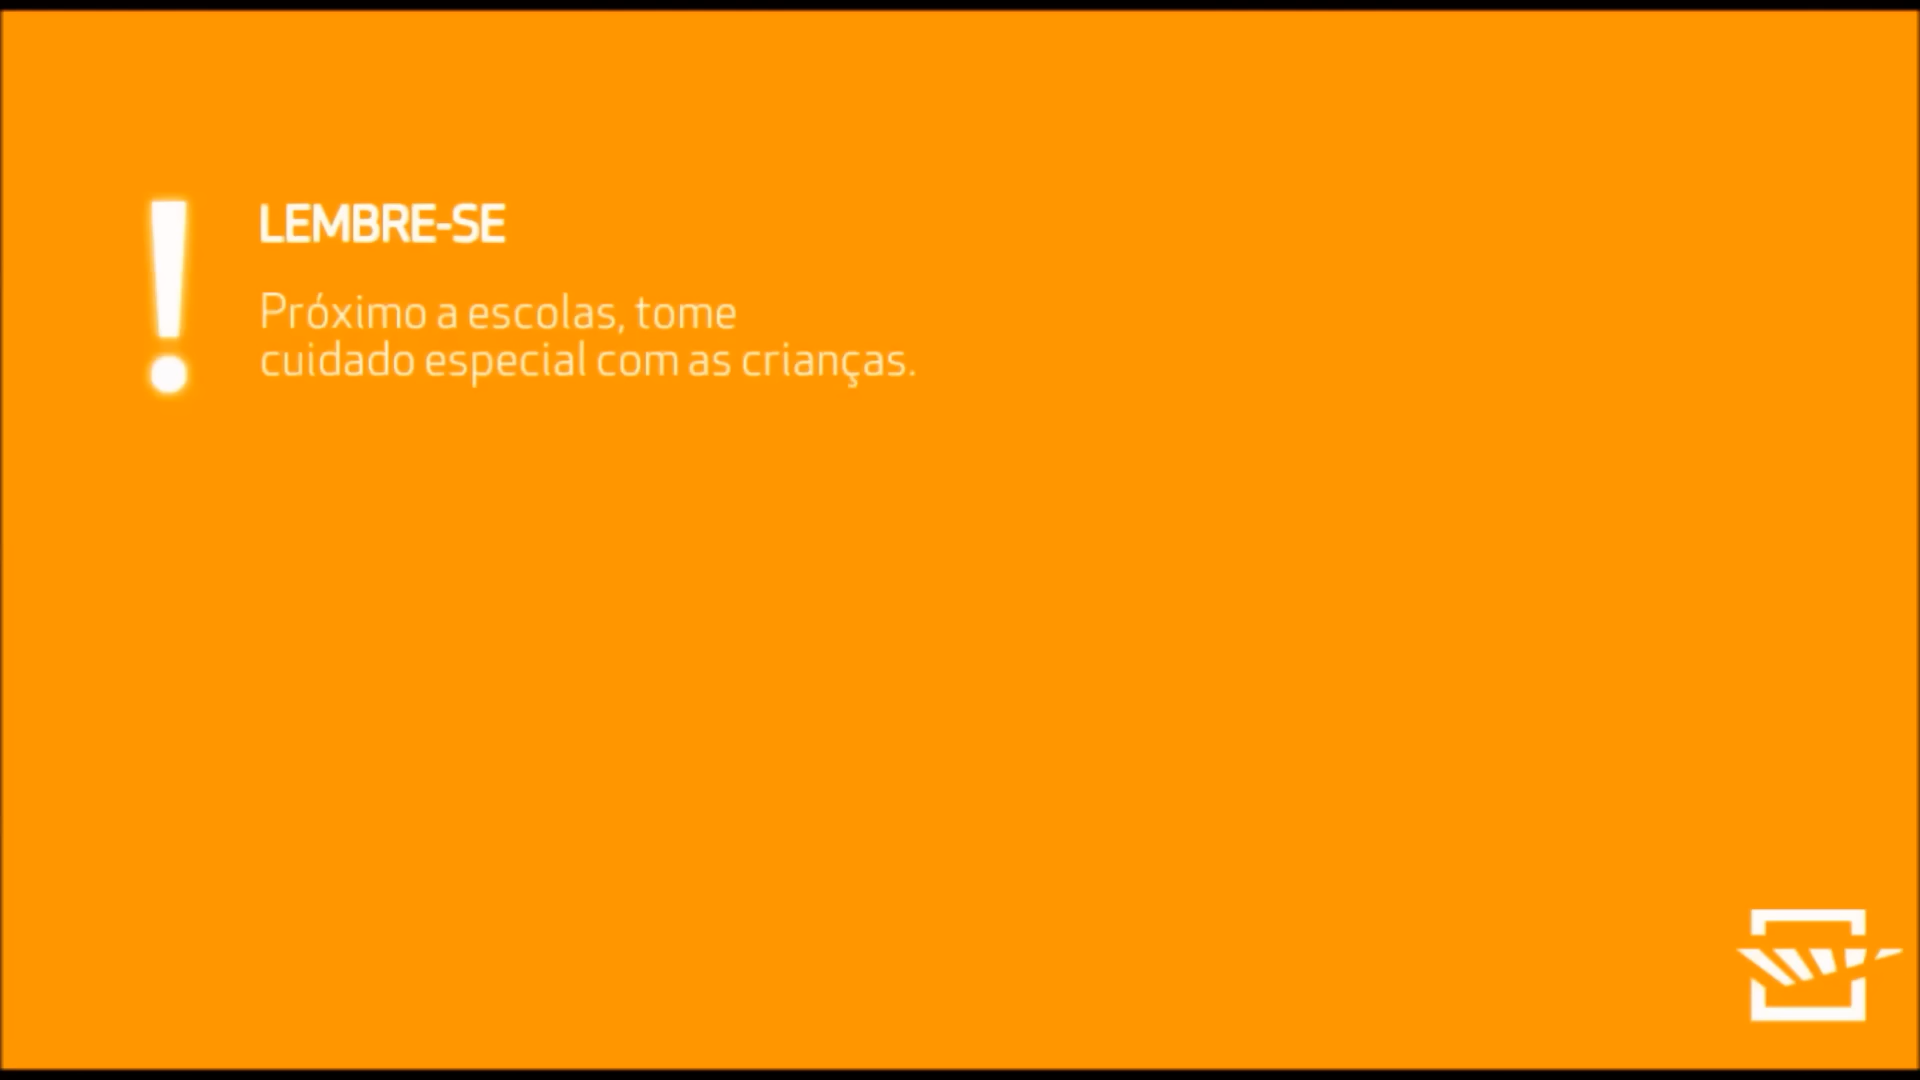 LEMBRE-SE
Próximo a escolas, tome
cuidado especial com as crianças.